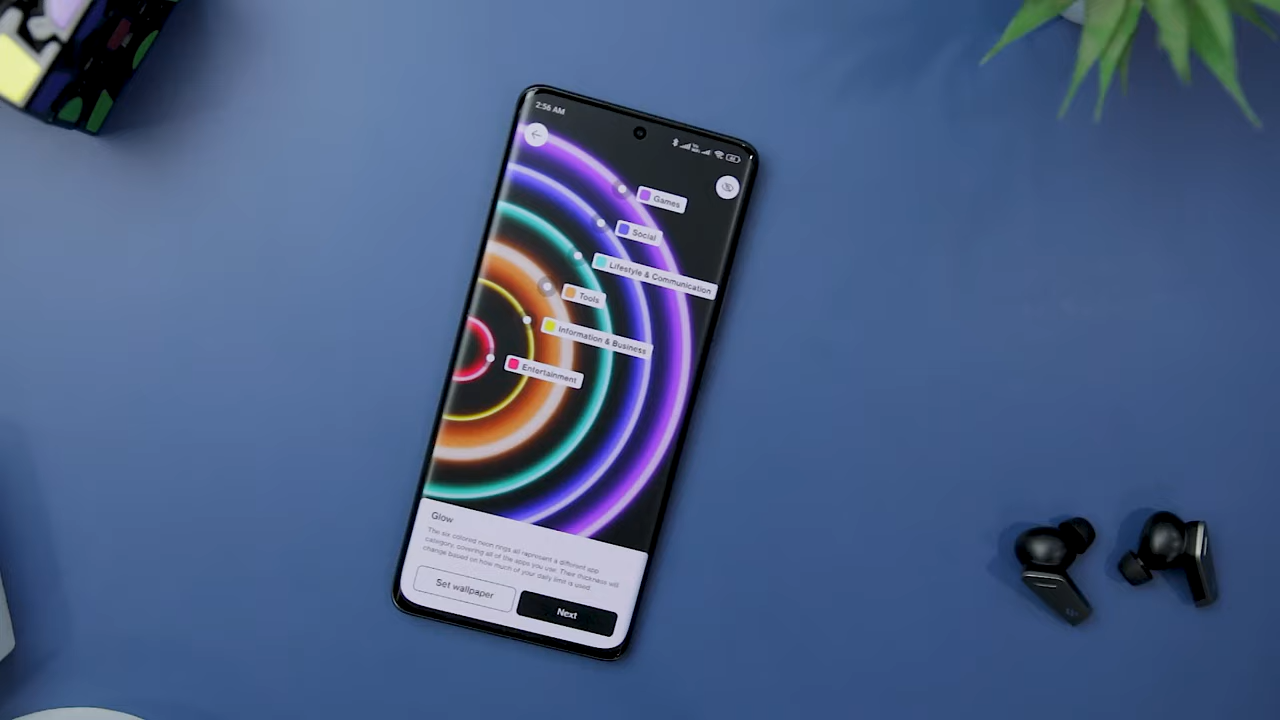 2:56 AM
Games
Social
Lifestyle & Communication
Tools
Information & Business
Entertainment
Glow
The six colored neon rings all represent a different app
category, covering all of the apps you use. Their thickness will
change based on how much of your daily limit is used.
Set wallpaper
Next